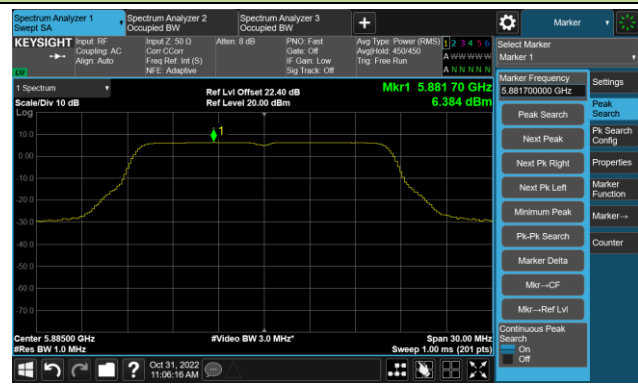 Spectrum Analyzer 1
Swept SA
Spectrum Analyzer 2
Occupied BW
Spectrum Analyzer 3
Occupied BW
Marker
KEYSIGHT
Input: RF
Coupling: AC
Align: Auto
Input Z: 50 Ω
Corr CCorr
Freq Ref: Int (S)
NFE: Adaptive
Atten: 8 dB
PNO: Fast
Gate: Off
IF Gain: Low
Sig Track: Off
Avg Type: Power (RMS)
Avg|Hold: 450/450
Trig: Free Run
1 2 3 4 5 6
A W W W W W
A N N N N N
LW
Select Marker
Marker 1
1 Spectrum
Scale/Div 10 dB
Log
Ref Lvl Offset 22.40 dB
Ref Level 20.00 dBm
Mkr1 5.881 70 GHz
6.384 dBm
1
10.0
0.00
-10.0
-20.0
-30.0
-40.0
-50.0
-60.0
-70.0
Center 5.88500 GHz
#Res BW 1.0 MHz
#Video BW 3.0 MHz*
Span 30.00 MHz
Sweep 1.00 ms (201 pts)
Marker Frequency
5.881700000 GHz
Peak Search
Next Peak
Next Pk Right
Next Pk Left
Minimum Peak
Pk-Pk Search
Marker Delta
Mkr→CF
Mkr→Ref Lvl
Continuous Peak
Search
On
Off
Settings
Peak
Search
Pk Search
Config
Properties
Marker
Function
Marker→
Counter
?
Oct 31, 2022
11:06:16 AM